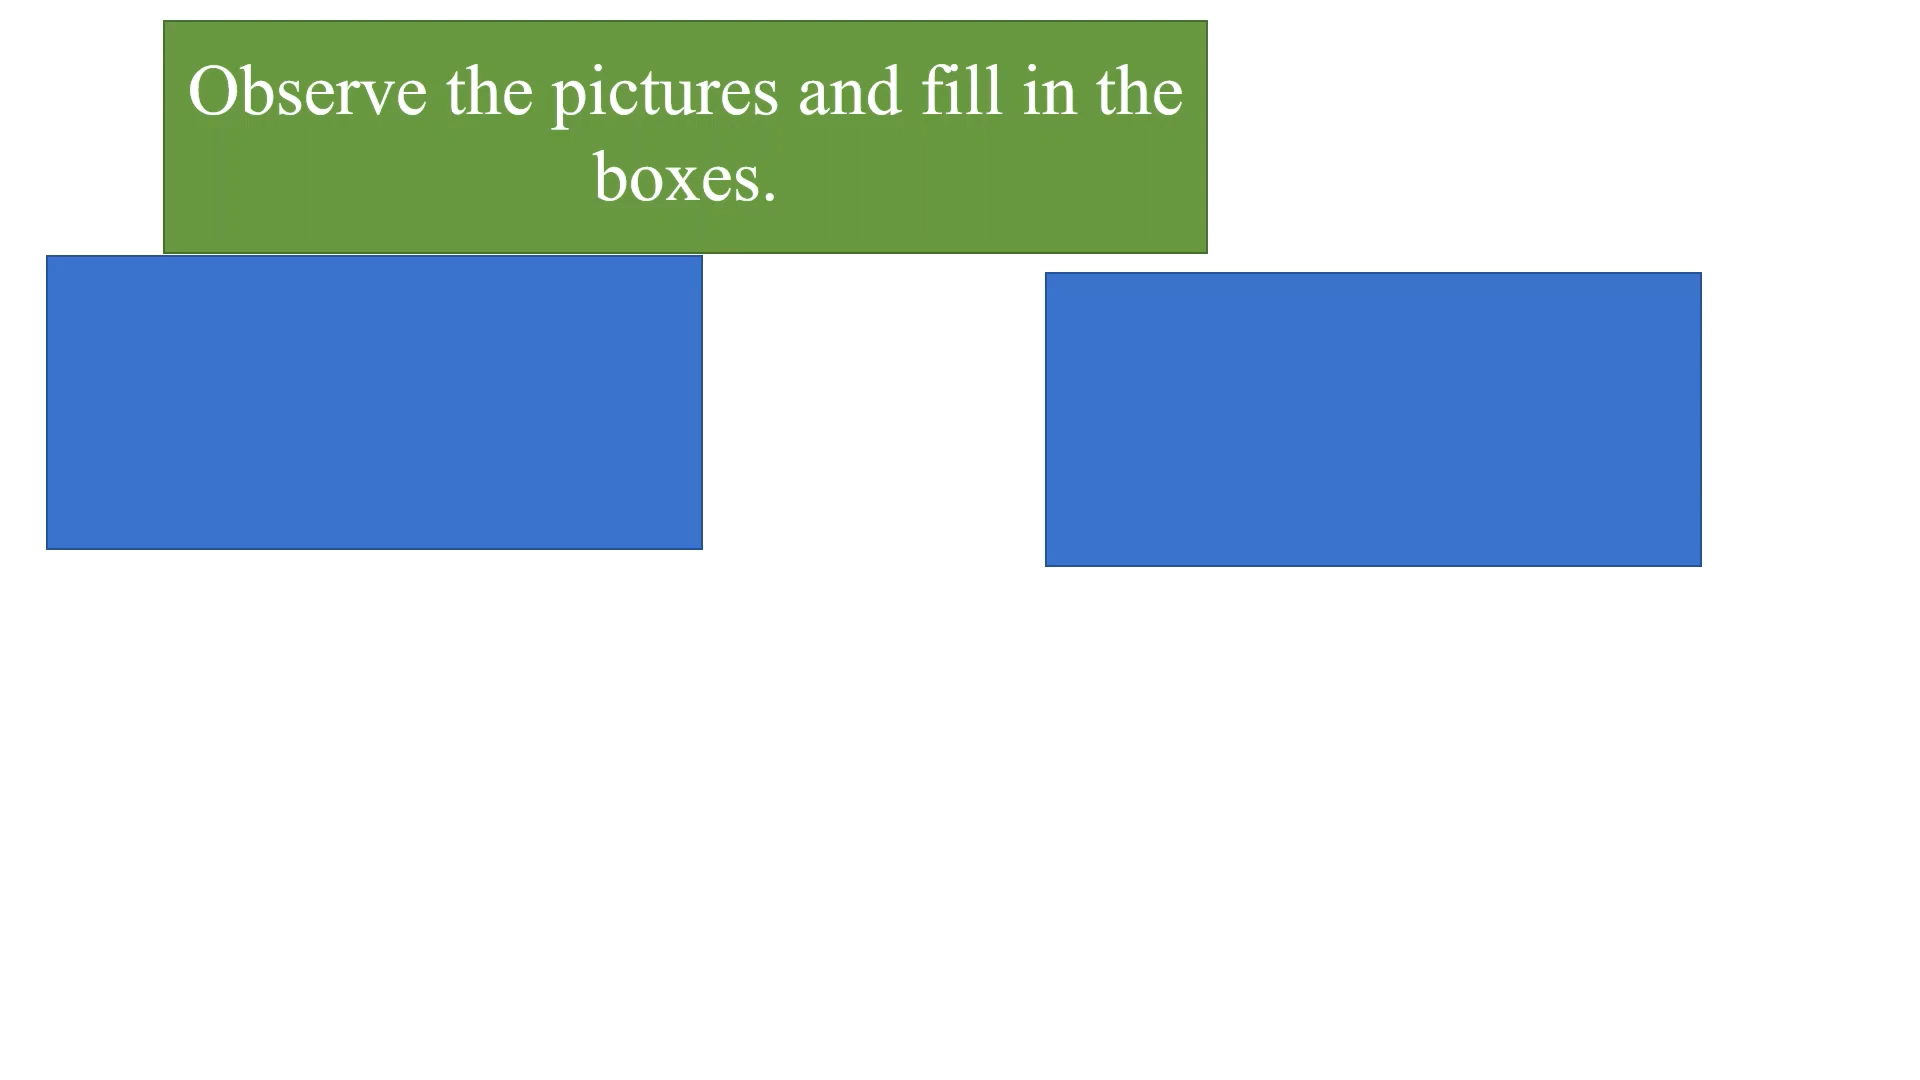 Observe the pictures and fill in the
boxes.